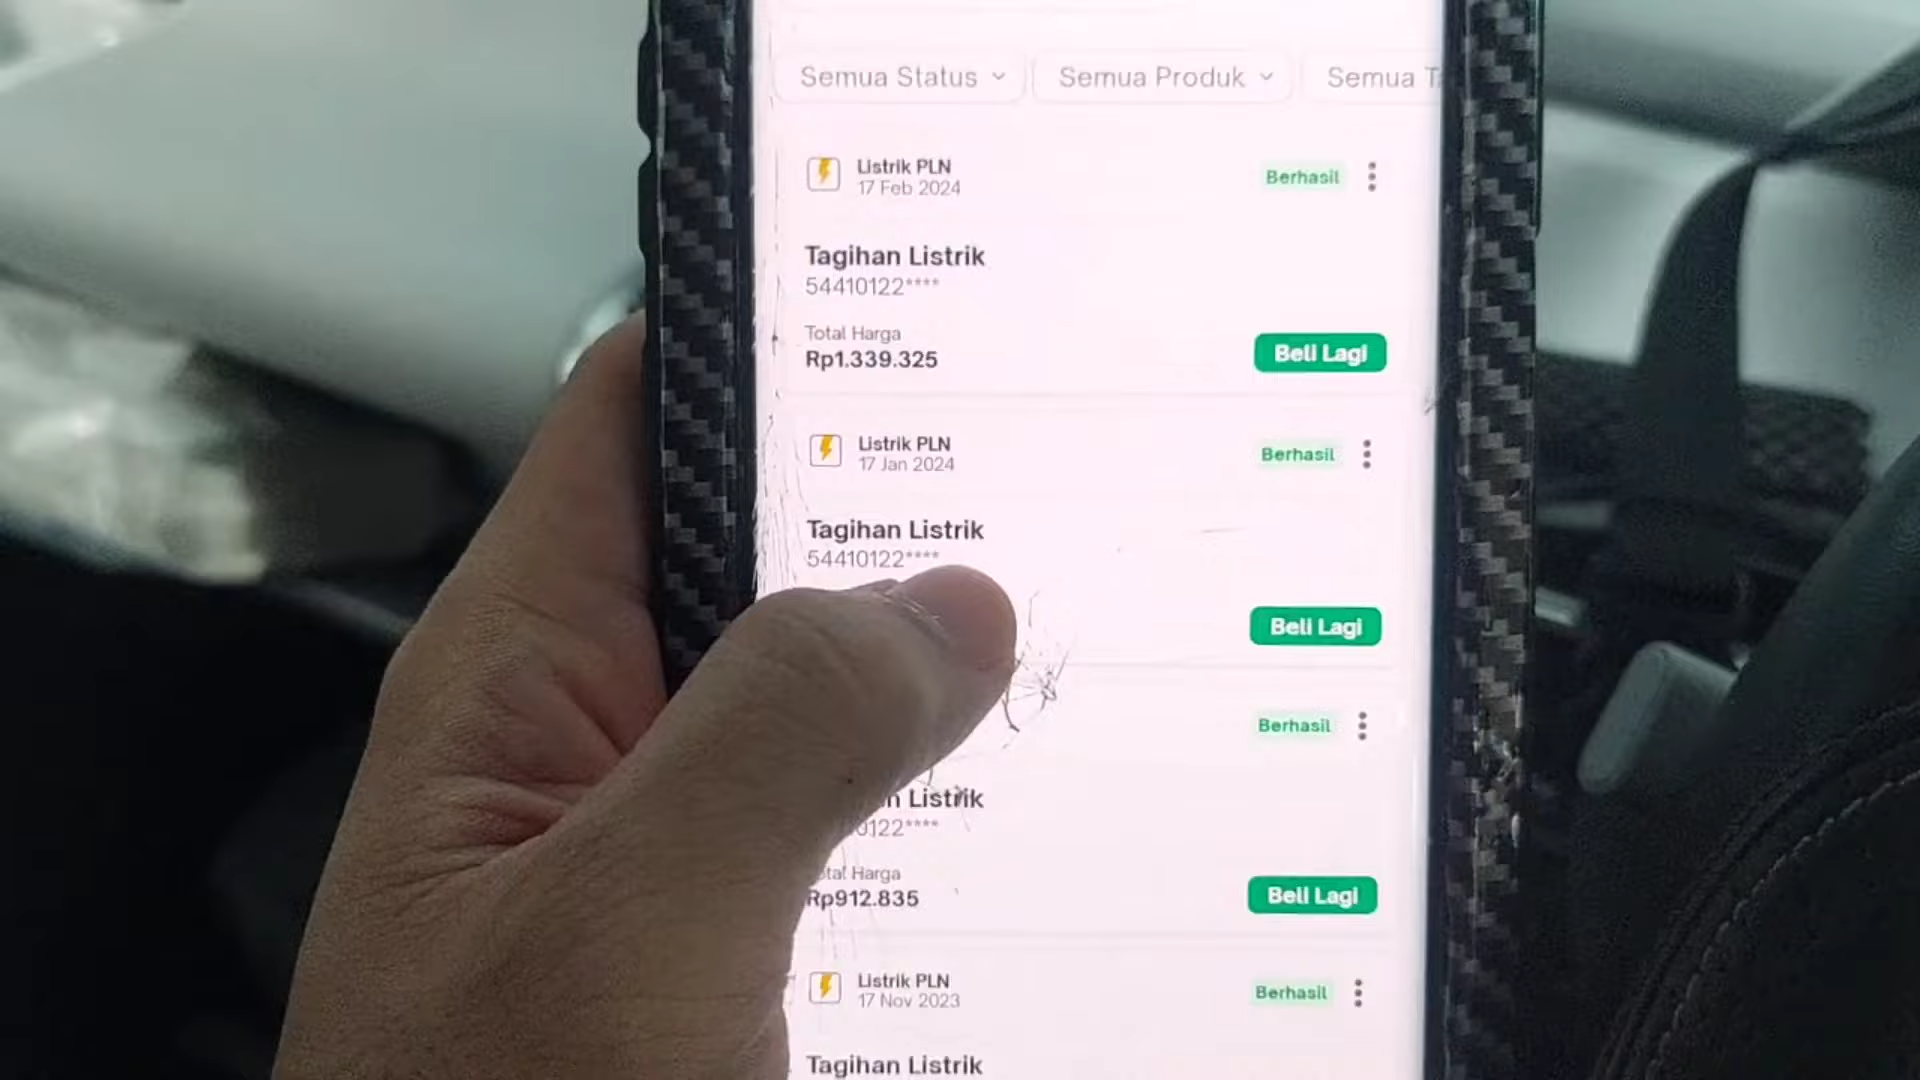 Semua Status
Semua Produk
Semua
Listrik PLN
17 Feb 2024
Berhasil
Tagihan Listrik
54410122****
Total Harga
Rp1.339.325
Beli Lagi
Listrik PLN
17 Jan 2024
Berhasil
Tagihan Listrik
54410122****
Beli Lagi
Berhasil
Listrik
0122****
Harga
Rp912.835
Beli Lagi
Listrik PLN
17 Nov 2023
Berhasil
Tagihan Listrik